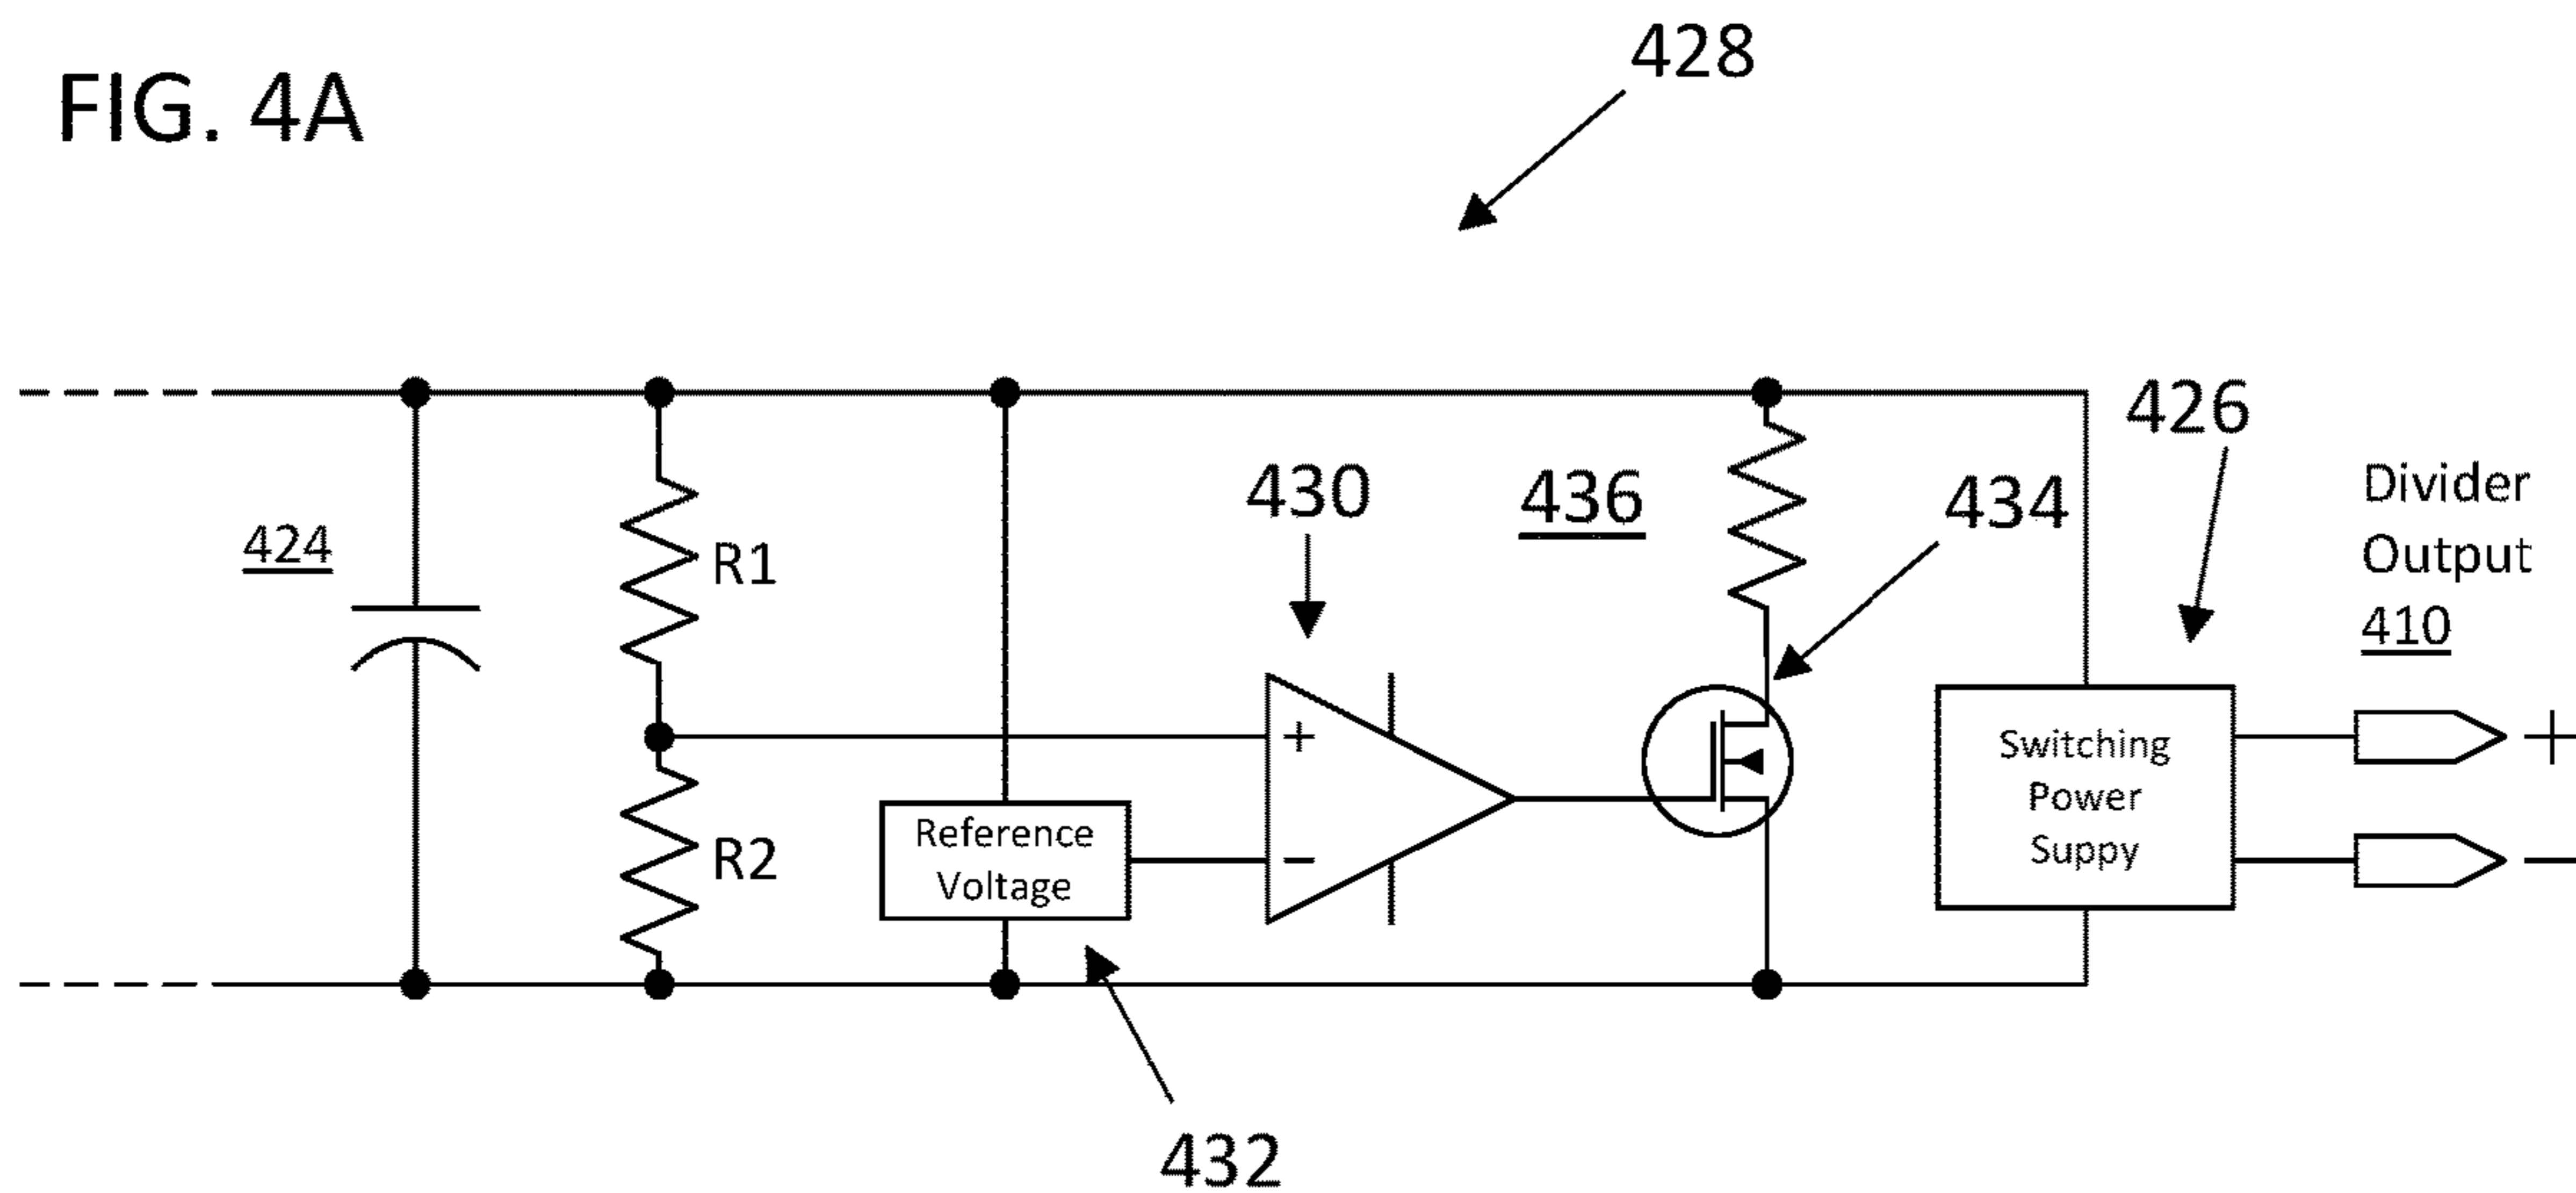 FIG. 4A
428
426
Divider
Output
410
424
R1
430
436
434
+
−
R2
Reference
Voltage
Switching
Power
Suppy
+
−
432